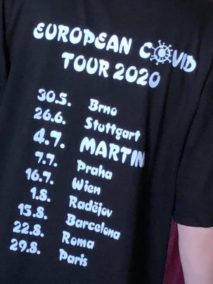 EUROPEAN COVID
TOUR 2020
30.5. Brno
26.6. Stuttgart
4.7. MARTIN
7.7. Praha
16.7. Wien
1.8. Radějov
15.8. Barcelona
22.8. Roma
29.8. Paris